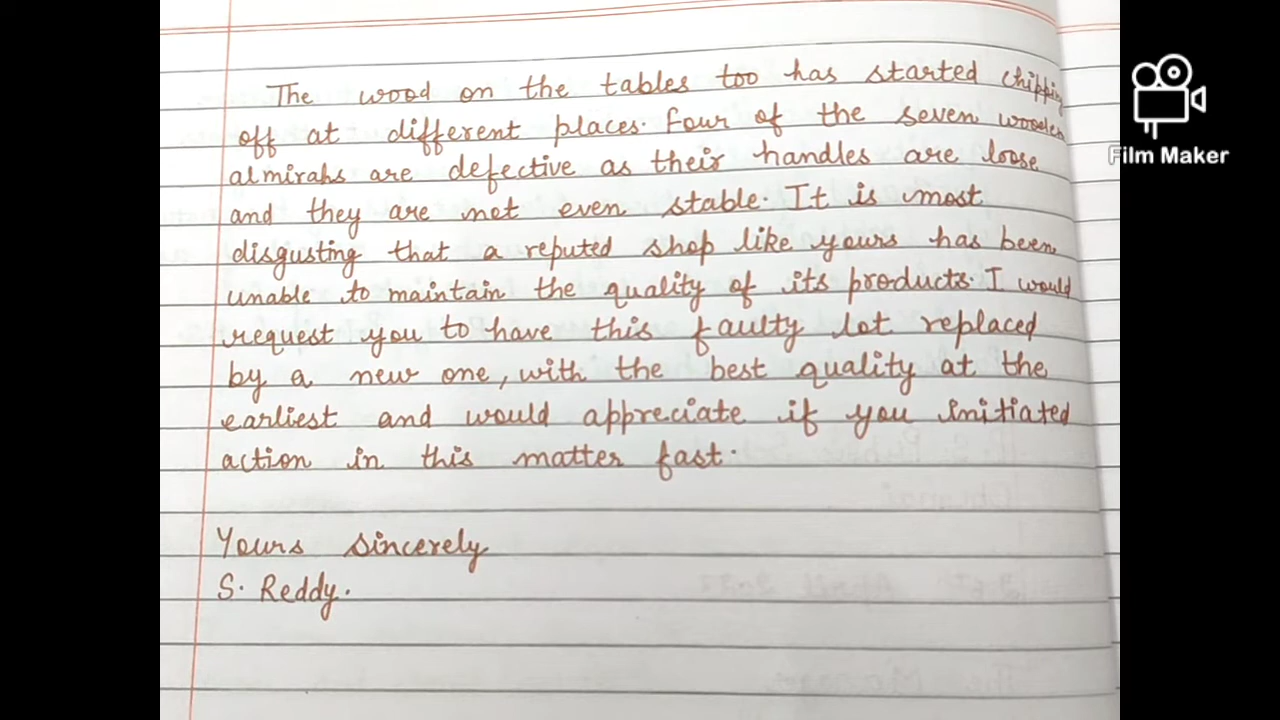 The wood on the tables too has started chipping
off at different places. Four of the seven wooden
almirahs are defective as their handles are loose
and they are not even stable. It is most
disgusting that a reputed shop like yours has been
unable to maintain the quality of its products. I would
request you to have this faulty lot replaced
by a new one, with the best quality at the
earliest and would appreciate if you initiated
action in this matter fast.
Yours sincerely
S. Reddy.
Film Maker